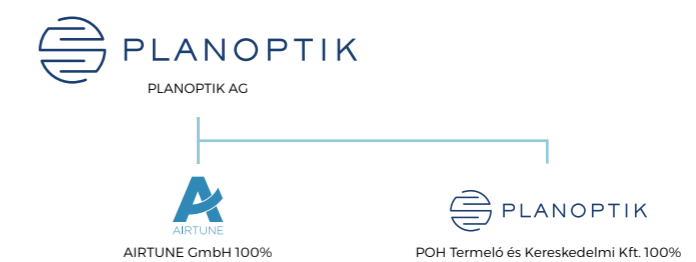 PLANOPTIK
PLANOPTIK AG
AIRTUNE
PLANOPTIK
AIRTUNE GmbH 100%
POH Termeló és Kereskedelmi Kft. 100%